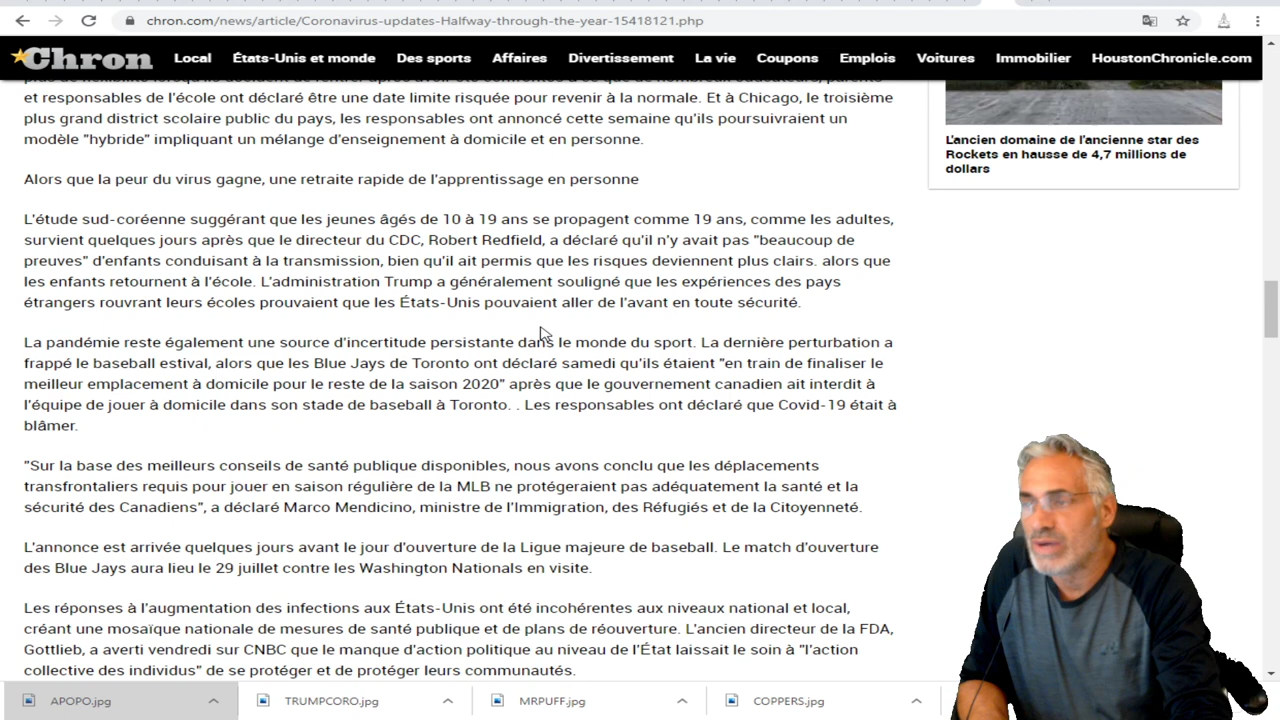 chron.com/news/article/Coronavirus-updates-Halfway-through-the-year-15418121.php
Chron Local États-Unis et monde Des sports Affaires Divertissement La vie Coupons Emplois Voitures Immobilier HoustonChronicle.com
et responsables de l'école ont déclaré être une date limite risquée pour revenir à la normale. Et à Chicago, le troisième
plus grand district scolaire public du pays, les responsables ont annoncé cette semaine qu'ils poursuivraient un
modèle "hybride" impliquant un mélange d'enseignement à domicile et en personne.
Alors que la peur du virus gagne, une retraite rapide de l'apprentissage en personne
L'étude sud-coréenne suggérant que les jeunes âgés de 10 à 19 ans se propagent comme 19 ans, comme les adultes,
survient quelques jours après que le directeur du CDC, Robert Redfield, a déclaré qu'il n'y avait pas "beaucoup de
preuves" d'enfants conduisant à la transmission, bien qu'il ait permis que les risques deviennent plus clairs. alors que
les enfants retournent à l'école. L'administration Trump a généralement souligné que les expériences des pays
étrangers rouvrant leurs écoles prouvaient que les États-Unis pouvaient aller de l'avant en toute sécurité.
La pandémie reste également une source d'incertitude persistante dans le monde du sport. La dernière perturbation a
frappé le baseball estival, alors que les Blue Jays de Toronto ont déclaré samedi qu'ils étaient "en train de finaliser le
meilleur emplacement à domicile pour le reste de la saison 2020" après que le gouvernement canadien ait interdit à
l'équipe de jouer à domicile dans son stade de baseball à Toronto. . Les responsables ont déclaré que Covid-19 était à
blâmer.
"Sur la base des meilleurs conseils de santé publique disponibles, nous avons conclu que les déplacements
transfrontaliers requis pour jouer en saison régulière de la MLB ne protégeraient pas adéquatement la santé et la
sécurité des Canadiens", a déclaré Marco Mendicino, ministre de l'Immigration, des Réfugiés et de la Citoyenneté.
L'annonce est arrivée quelques jours avant le jour d'ouverture de la Ligue majeure de baseball. Le match d'ouverture
des Blue Jays aura lieu le 29 juillet contre les Washington Nationals en visite.
Les réponses à l'augmentation des infections aux États-Unis ont été incohérentes aux niveaux national et local,
créant une mosaïque nationale de mesures de santé publique et de plans de réouverture. L'ancien directeur de la FDA,
Gottlieb, a averti vendredi sur CNBC que le manque d'action politique au niveau de l'État laissait le soin à "l'action
collective des individus" de se protéger et de protéger leurs communautés.
L'ancien domaine de l'ancienne star des
Rockets en hausse de 4,7 millions de
dollars
APOPO.jpg TRUMPCORO.jpg MRPUFF.jpg COPPERS.jpg